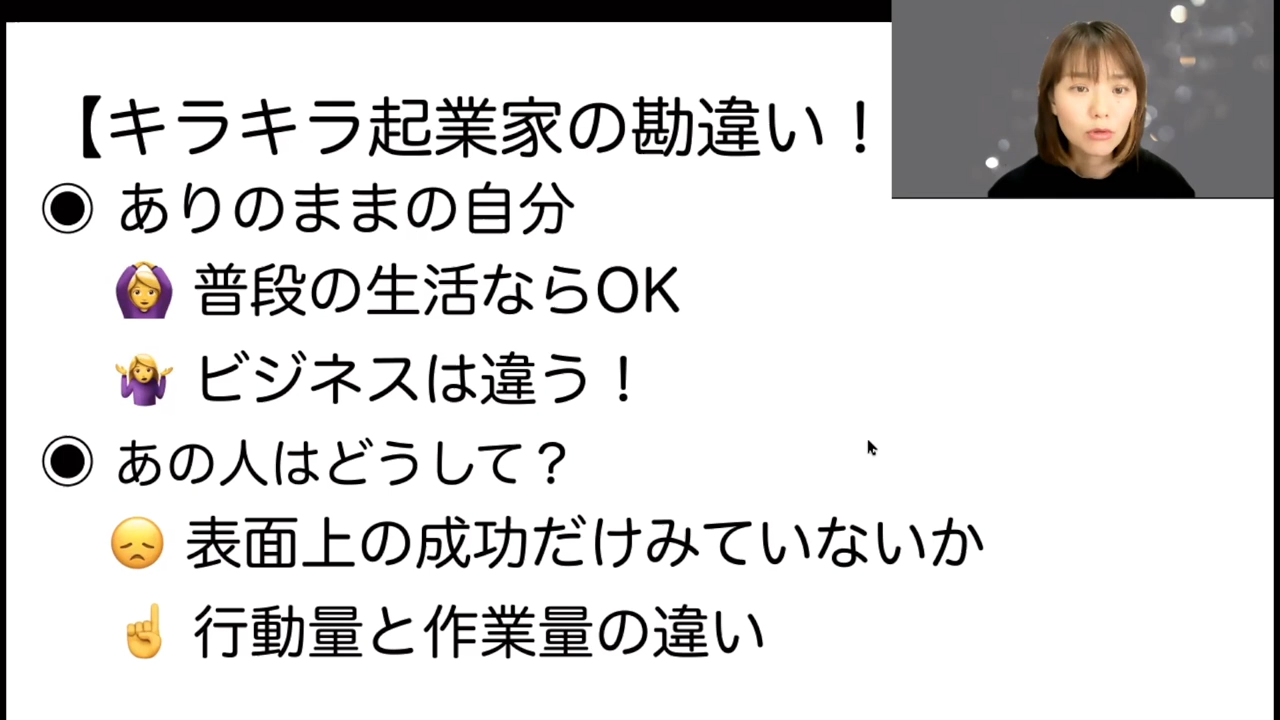 【キラキラ起業家の勘違い！
◉ ありのままの自分
🙆‍♀️ 普段の生活ならOK
🤷‍♀️ ビジネスは違う！
◉ あの人はどうして？
😞 表面上の成功だけみていないか
☝️ 行動量と作業量の違い